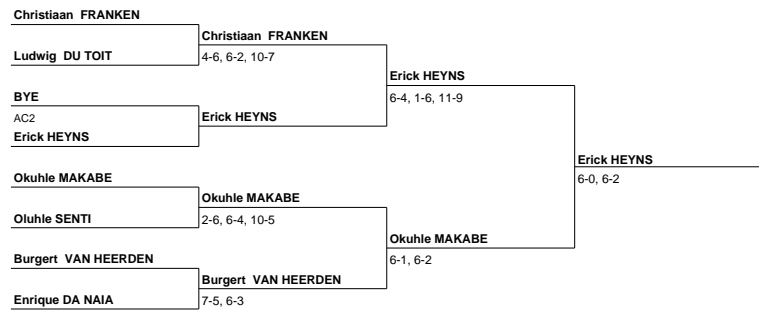 Christiaan FRANKEN
Christiaan FRANKEN
Ludwig DU TOIT
4-6, 6-2, 10-7
Erick HEYNS
6-4, 1-6, 11-9
BYE
AC2
Erick HEYNS
Erick HEYNS
Erick HEYNS
6-0, 6-2
Okuhle MAKABE
Okuhle MAKABE
Oluhle SENTI
2-6, 6-4, 10-5
Okuhle MAKABE
6-1, 6-2
Burgert VAN HEERDEN
Burgert VAN HEERDEN
Enrique DA NAIA
7-5, 6-3